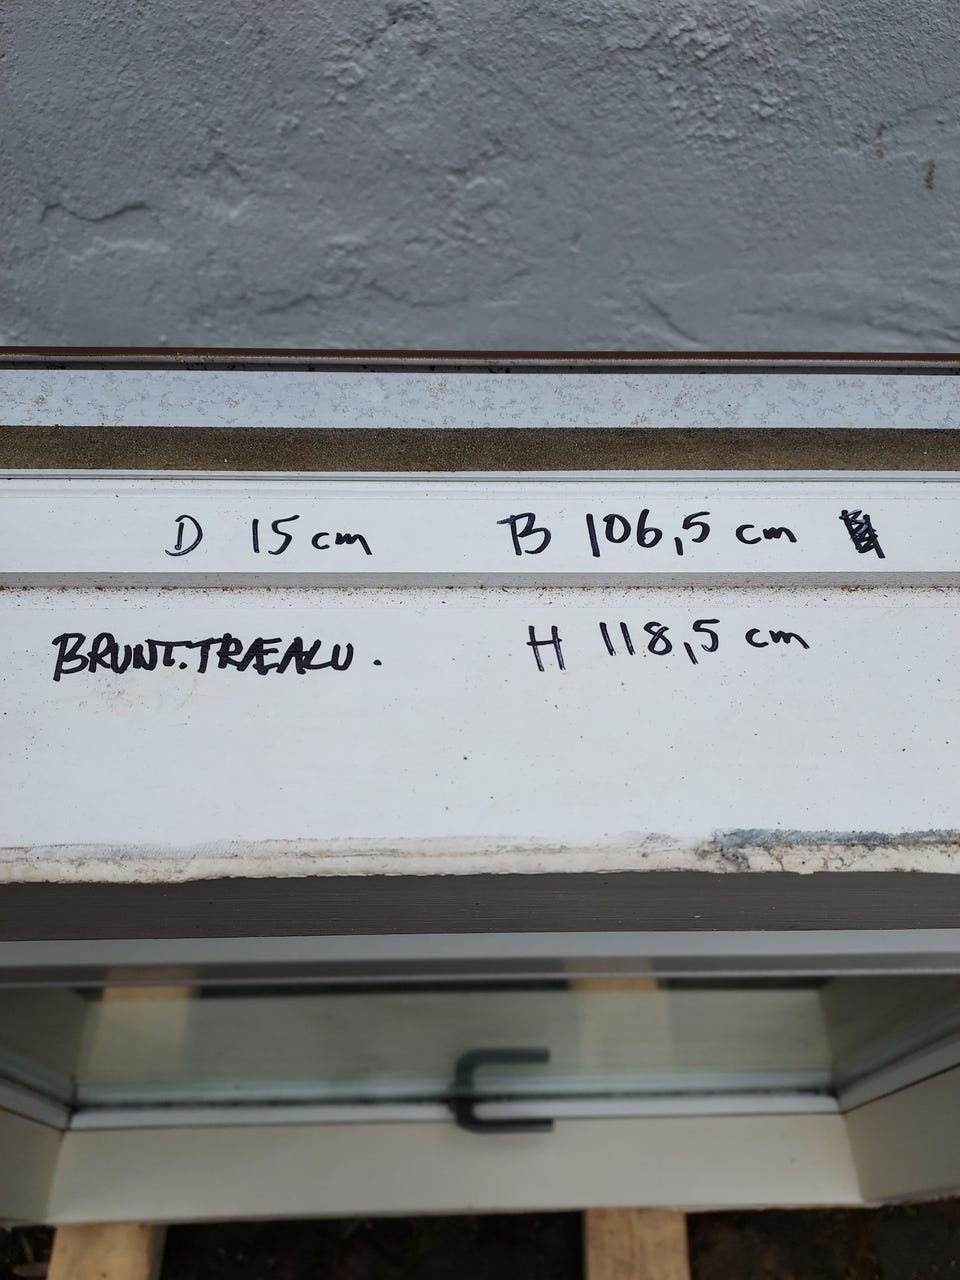 D 15 cm B 106,5 cm
BRUNT.TRÆALU. H 118,5 cm